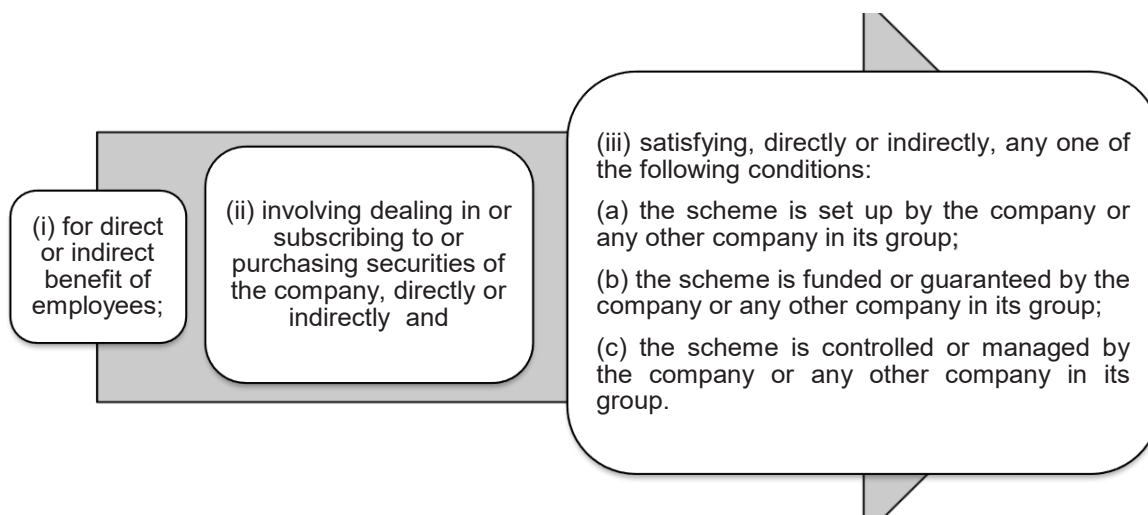 (i) for direct
or indirect
benefit of
employees;
(ii) involving dealing in or
subscribing to or
purchasing securities of
the company, directly or
indirectly and
(iii) satisfying, directly or indirectly, any one of
the following conditions:
(a) the scheme is set up by the company or
any other company in its group;
(b) the scheme is funded or guaranteed by the
company or any other company in its group;
(c) the scheme is controlled or managed by
the company or any other company in its
group.